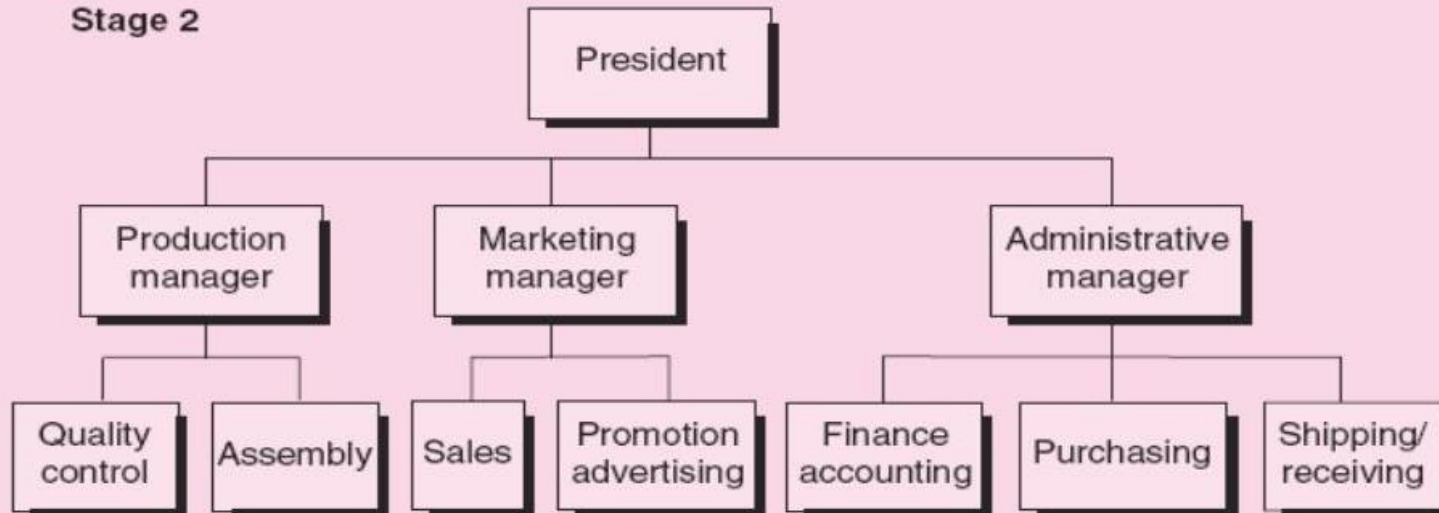 Stage 2
President
Production
manager
Marketing
manager
Administrative
manager
Quality
control
Assembly
Sales
Promotion
advertising
Finance
accounting
Purchasing
Shipping/
receiving